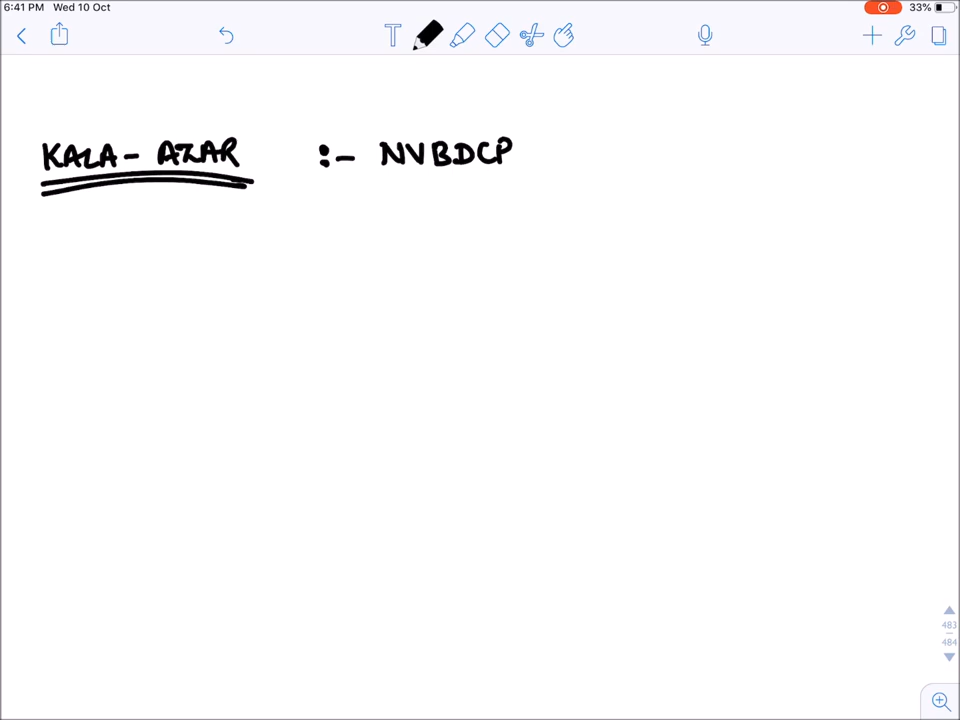 6:41 PM Wed 10 Oct 33%
T
KALA - AZAR :- NVBDCP
483
484